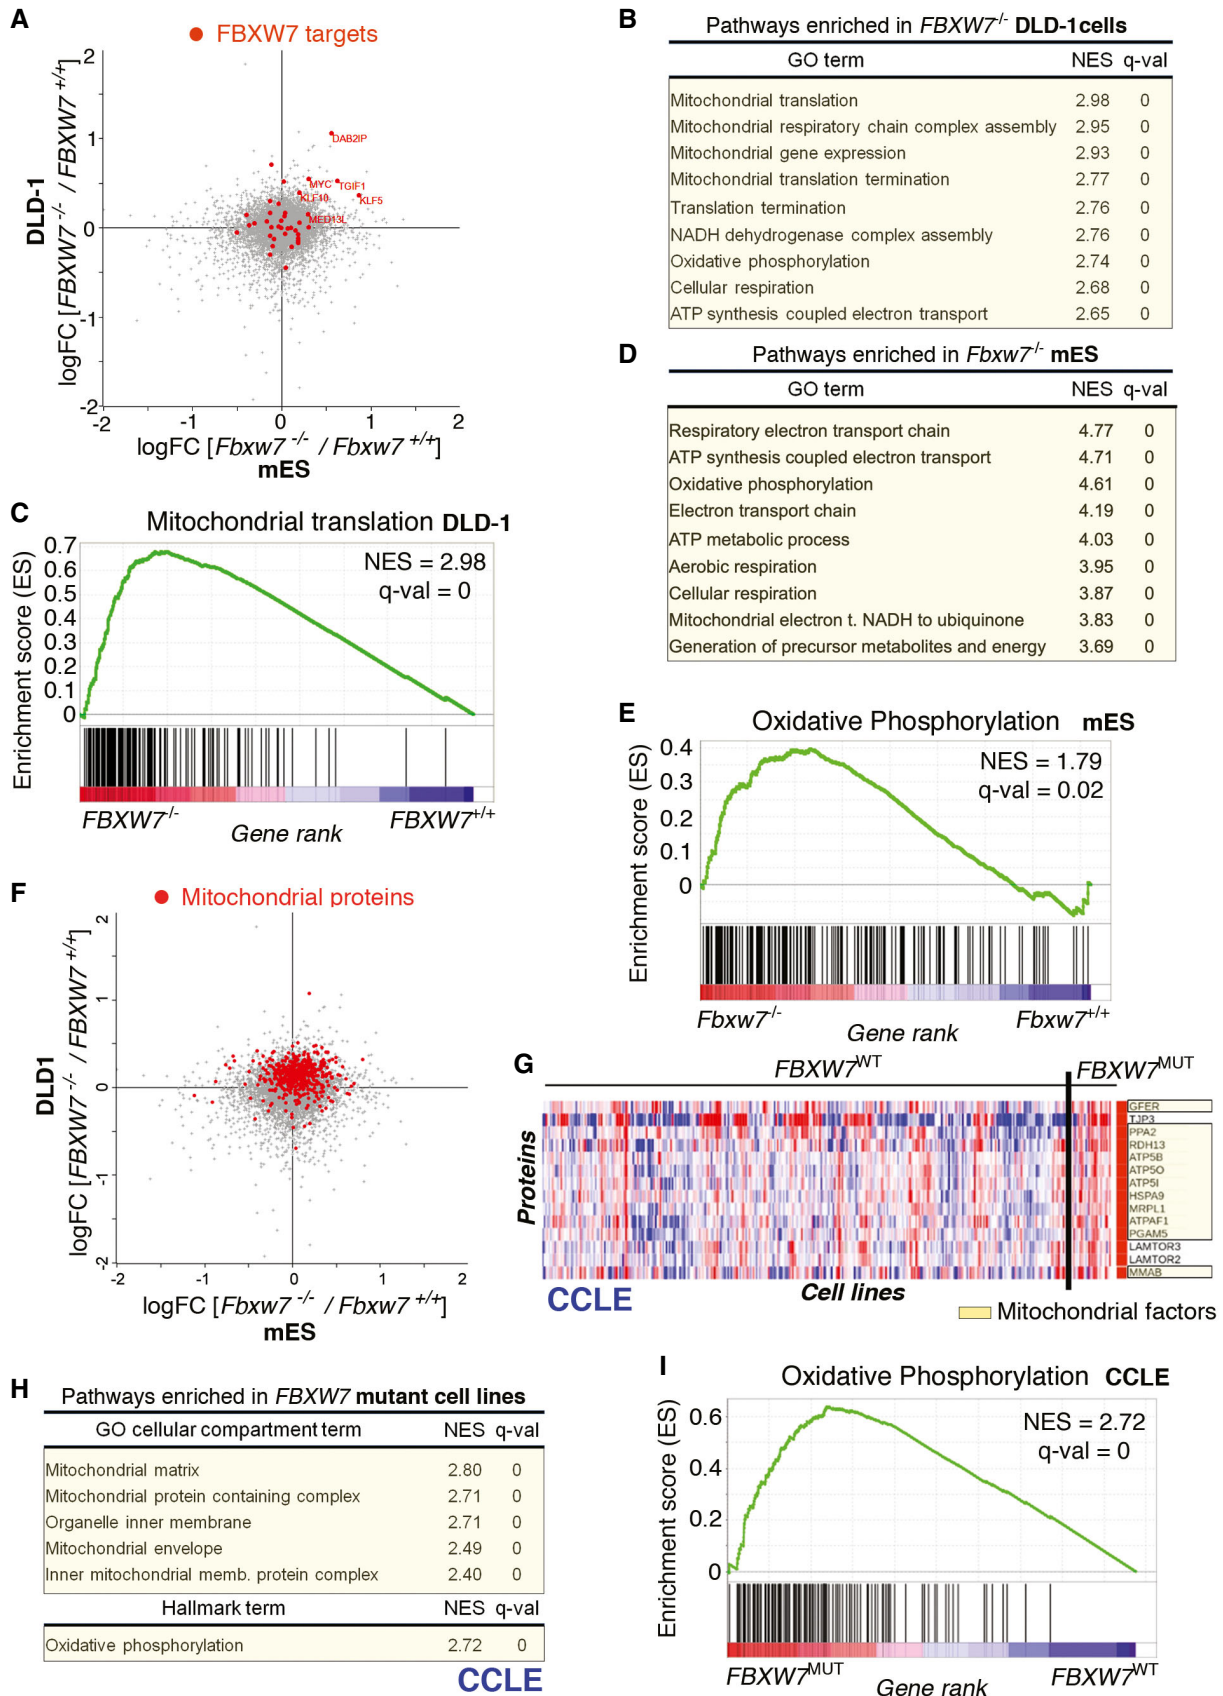 A
FBXW7 targets
DLD-1
logFC [FBXW7-/- / FBXW7+/+]
2
1
0
-1
-2
-2 -1 0 1 2
DAB2IP
MYC
TGIF1
KLF10
KLF5
MED13L
logFC [Fbxw7-/- / Fbxw7+/+]
mES
B
Pathways enriched in FBXW7-/- DLD-1cells
GO term NES q-val
Mitochondrial translation 2.98 0
Mitochondrial respiratory chain complex assembly 2.95 0
Mitochondrial gene expression 2.93 0
Mitochondrial translation termination 2.77 0
Translation termination 2.76 0
NADH dehydrogenase complex assembly 2.76 0
Oxidative phosphorylation 2.74 0
Cellular respiration 2.68 0
ATP synthesis coupled electron transport 2.65 0
C
Mitochondrial translation DLD-1
NES = 2.98
q-val = 0
Enrichment score (ES)
0.7
0.6
0.5
0.4
0.3
0.2
0.1
0
FBXW7-/-
Gene rank
FBXW7+/+
D
Pathways enriched in Fbxw7-/- mES
GO term NES q-val
Respiratory electron transport chain 4.77 0
ATP synthesis coupled electron transport 4.71 0
Oxidative phosphorylation 4.61 0
Electron transport chain 4.19 0
ATP metabolic process 4.03 0
Aerobic respiration 3.95 0
Cellular respiration 3.87 0
Mitochondrial electron t. NADH to ubiquinone 3.83 0
Generation of precursor metabolites and energy 3.69 0
E
Oxidative Phosphorylation mES
NES = 1.79
q-val = 0.02
Enrichment score (ES)
0.4
0.3
0.2
0.1
0
Fbxw7-/-
Gene rank
Fbxw7+/+
F
Mitochondrial proteins
DLD1
logFC [FBXW7-/- / FBXW7+/+]
2
1
0
-1
-2
-2 -1 0 1 2
logFC [Fbxw7-/- / Fbxw7+/+]
mES
G
FBXW7WT
FBXW7MUT
Proteins
GFER
TJP3
PPA2
RDH13
ATP5B
ATP5O
ATP5I
HSPA9
MRPL1
ATPAF1
PGAM5
LAMTOR3
LAMTOR2
MMAB
CCLE
Cell lines
Mitochondrial factors
H
Pathways enriched in FBXW7 mutant cell lines
GO cellular compartment term NES q-val
Mitochondrial matrix 2.80 0
Mitochondrial protein containing complex 2.71 0
Organelle inner membrane 2.71 0
Mitochondrial envelope 2.49 0
Inner mitochondrial memb. protein complex 2.40 0
Hallmark term NES q-val
Oxidative phosphorylation 2.72 0
CCLE
I
Oxidative Phosphorylation CCLE
NES = 2.72
q-val = 0
Enrichment score (ES)
0.6
0.4
0.2
0
FBXW7MUT
Gene rank
FBXW7WT